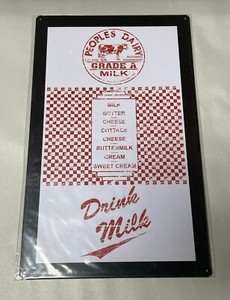 PEOPLES DAIRY
GRADE A
MILK
MILK
BUTTER
CHEESE
COTTAGE
CHEESE
BUTTERMILK
CREAM
SWEET CREAM
Drink
Milk